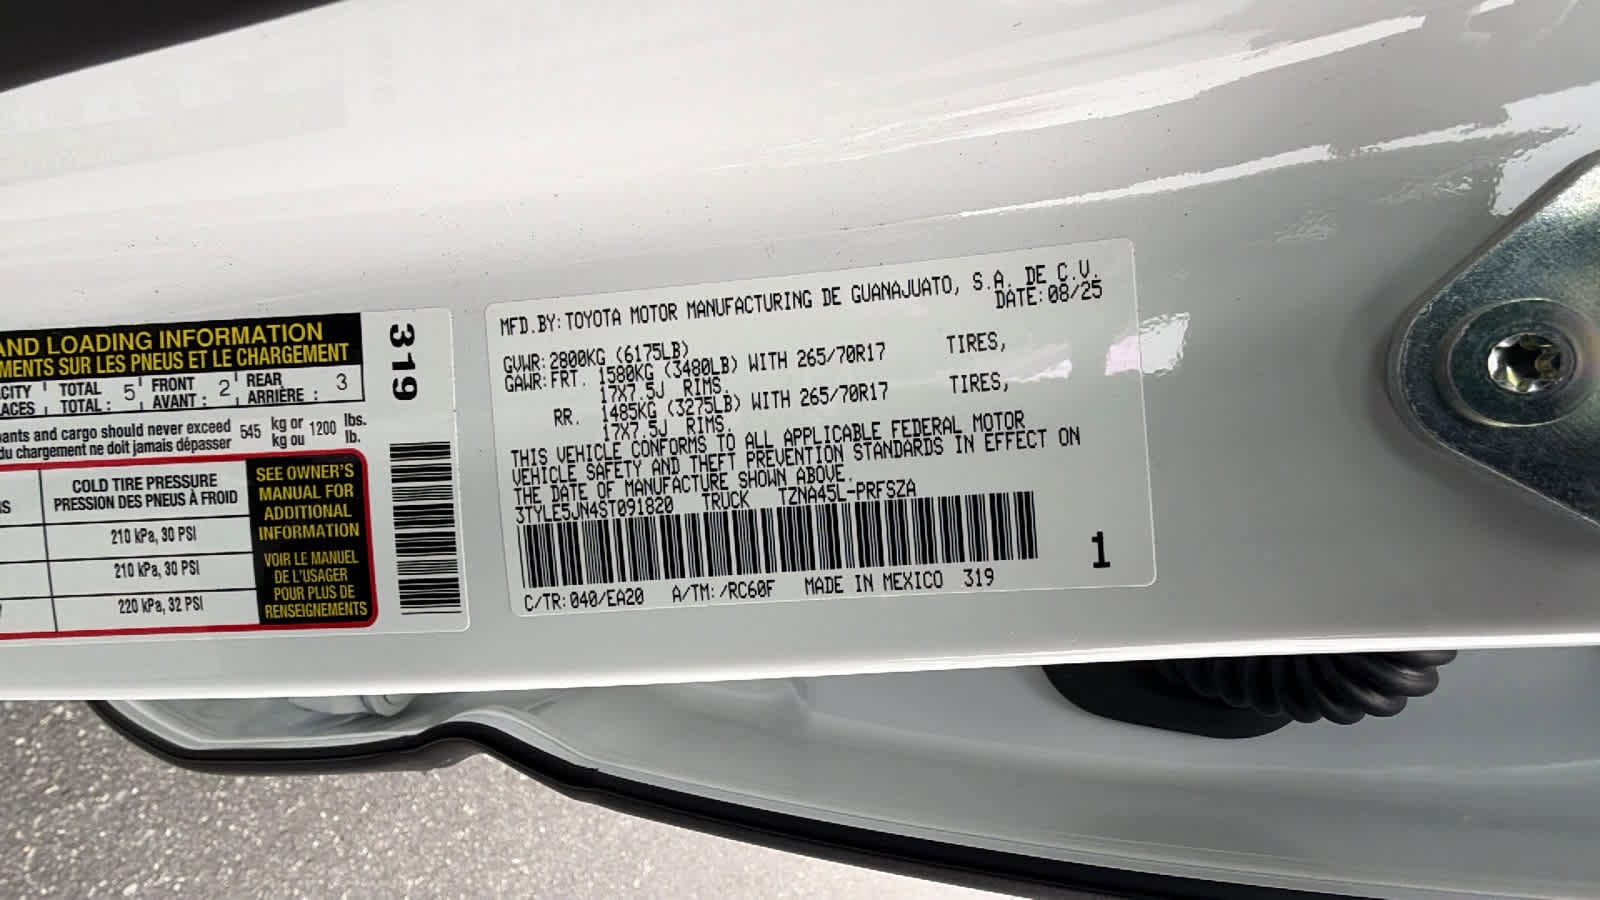 AND LOADING INFORMATION
SUR LES PNEUS ET LE CHARGEMENT
TOTAL 5 FRONT 2 REAR 3
TOTAL : AVANT : ARRIÈRE :
and cargo should never exceed 545 kg or 1200 lbs.
du chargement ne doit jamais dépasser kg ou lb.
COLD TIRE PRESSURE
PRESSION DES PNEUS À FROID
210 kPa, 30 PSI
210 kPa, 30 PSI
220 kPa, 32 PSI
SEE OWNER'S
MANUAL FOR
ADDITIONAL
INFORMATION
VOIR LE MANUEL
DE L'USAGER
POUR PLUS DE
RENSEIGNEMENTS
319
MFD.BY:TOYOTA MOTOR MANUFACTURING DE GUANAJUATO, S.A. DE C.V.
DATE:08/25
GVWR:2800KG (6175LB)
GAWR:FRT. 1580KG (3480LB) WITH 265/70R17 TIRES,
17X7.5J RIMS.
RR. 1485KG (3275LB) WITH 265/70R17 TIRES,
17X7.5J RIMS.
THIS VEHICLE CONFORMS TO ALL APPLICABLE FEDERAL MOTOR
VEHICLE SAFETY AND THEFT PREVENTION STANDARDS IN EFFECT ON
THE DATE OF MANUFACTURE SHOWN ABOVE.
3TYLE5JN4ST091820 TRUCK TZNA45L-PRFSZA
1
C/TR:040/EA20 A/TM:/RC60F MADE IN MEXICO 319